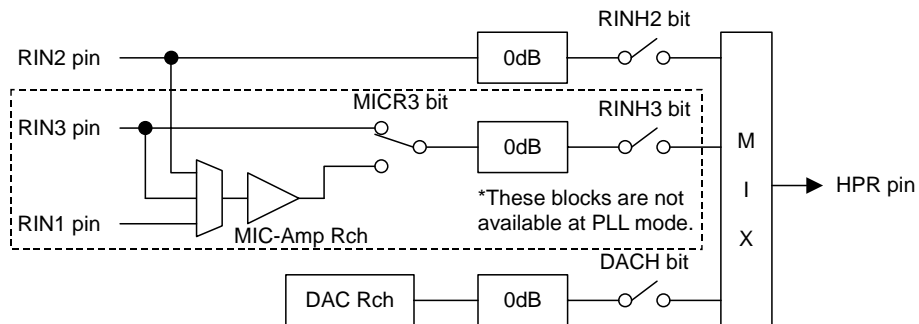 RINH2 bit
RIN2 pin
0dB
MICR3 bit
RINH3 bit
RIN3 pin
0dB
M
I
X
HPR pin
*These blocks are not
available at PLL mode.
RIN1 pin
MIC-Amp Rch
DACH bit
DAC Rch
0dB